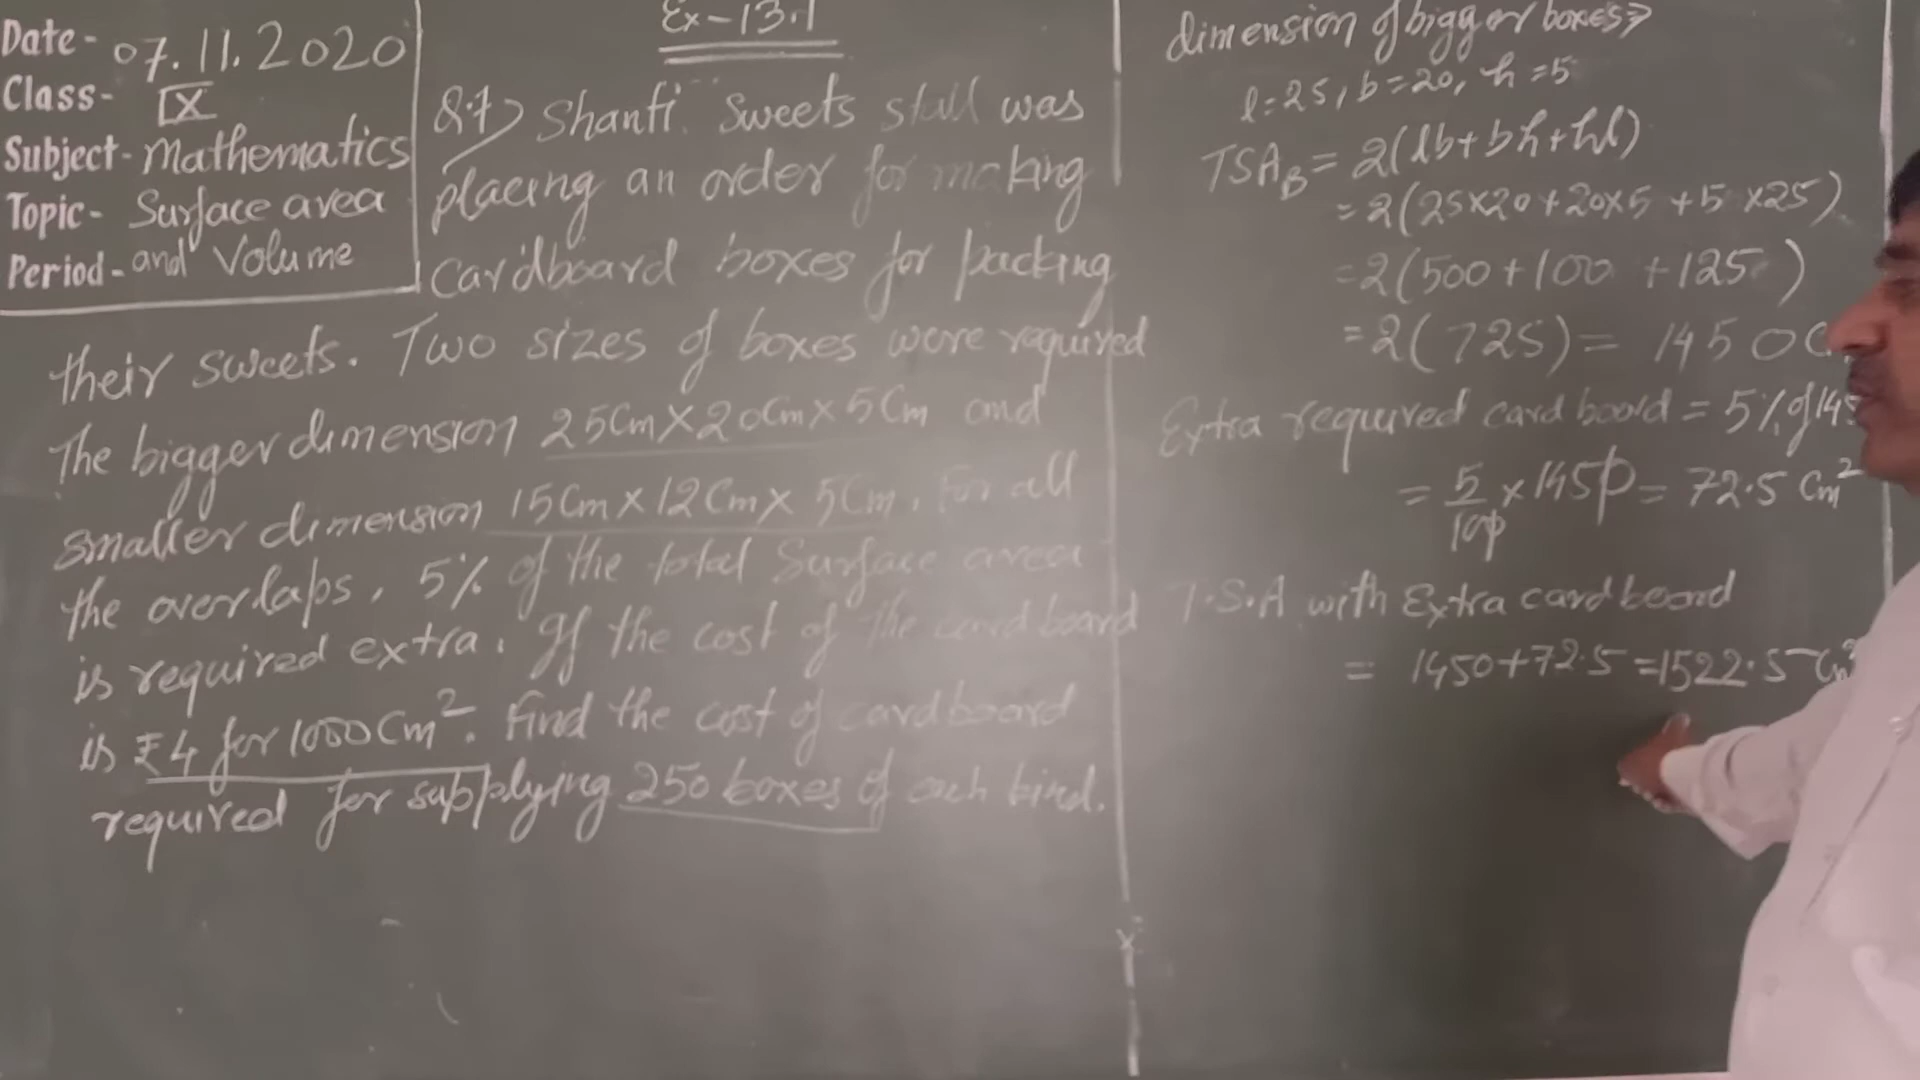 Date - 07.11.2020
Class - IX
Subject - Mathematics
Topic - Surface area
Period - and Volume
Ex-13.1
Q.7> Shanti Sweets stall was
placing an order for making
Cardboard boxes for packing
their sweets. Two sizes of boxes were required
The bigger dimension 25Cm×20Cm×5Cm and
smaller dimension 15Cm×12Cm×5Cm. For all
the overlaps, 5% of the total Surface area
is required extra. If the cost of the cardboard
is ₹4 for 1000Cm². Find the cost of cardboard
required for supplying 250 boxes of each kind.
dimension of bigger boxes⇒
l=25, b=20, h=5
TSA_B = 2(lb+bh+hl)
=2(25×20+20×5+5×25)
=2(500+100+125)
=2(725)= 1450C
Extra required card board = 5% of 145
= 5/100 ×1450= 72.5 Cm²
T.S.A with Extra cardboard
= 1450+72.5=1522.5 Cm²